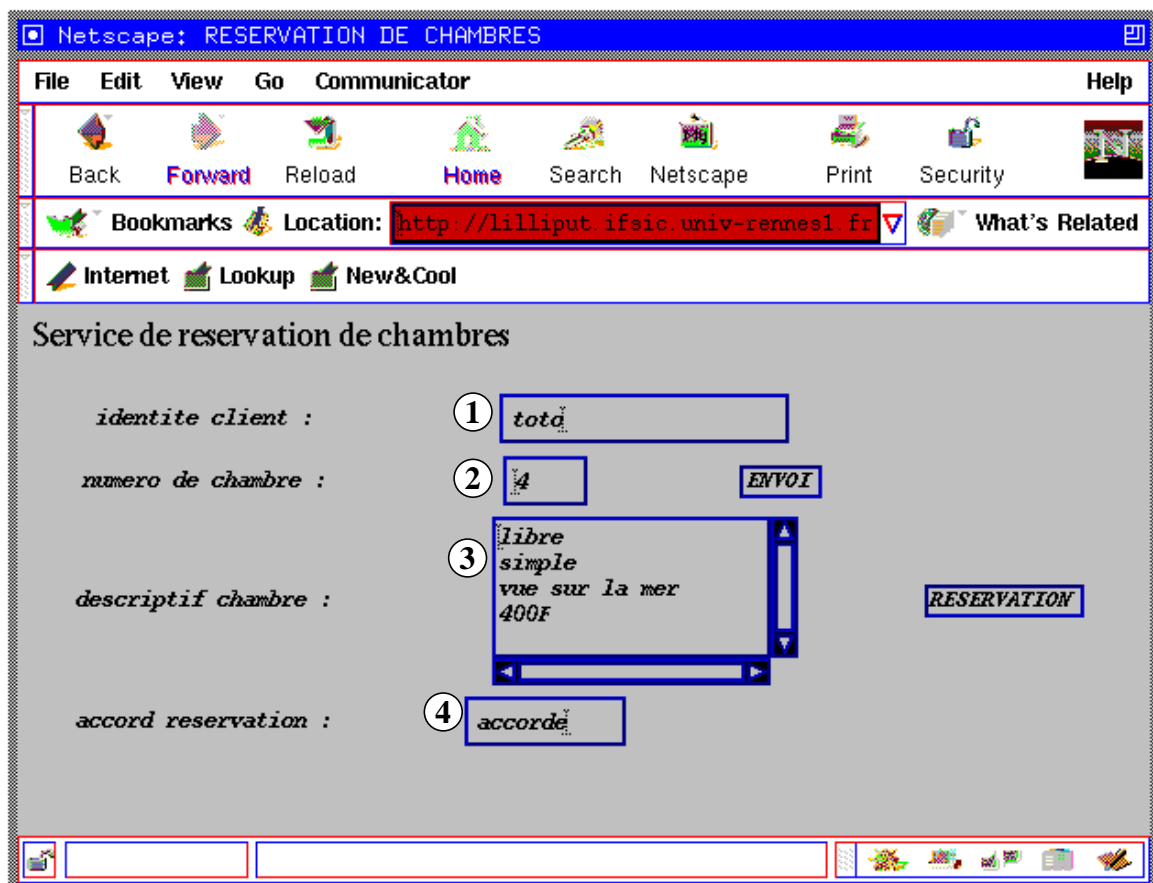 Netscape: RESERVATION DE CHAMBRES
File Edit View Go Communicator Help
Back Forward Reload Home Search Netscape Print Security
Bookmarks Location: http://lilliput.ifsic.univ-rennes1.fr What's Related
Internet Lookup New&Cool
Service de reservation de chambres
identite client : 1 toto
numero de chambre : 2 4 ENVOI
3 libre
simple
vue sur la mer
descriptif chambre : 400F RESERVATION
accord reservation : 4 accorde